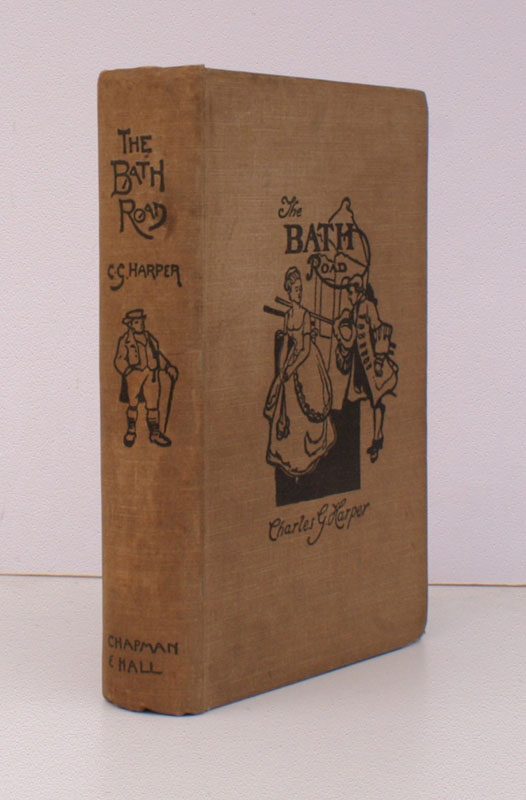 THE
BATH
ROAD
C.G. HARPER
CHAPMAN
& HALL
The
BATH
ROAD
Charles G. Harper